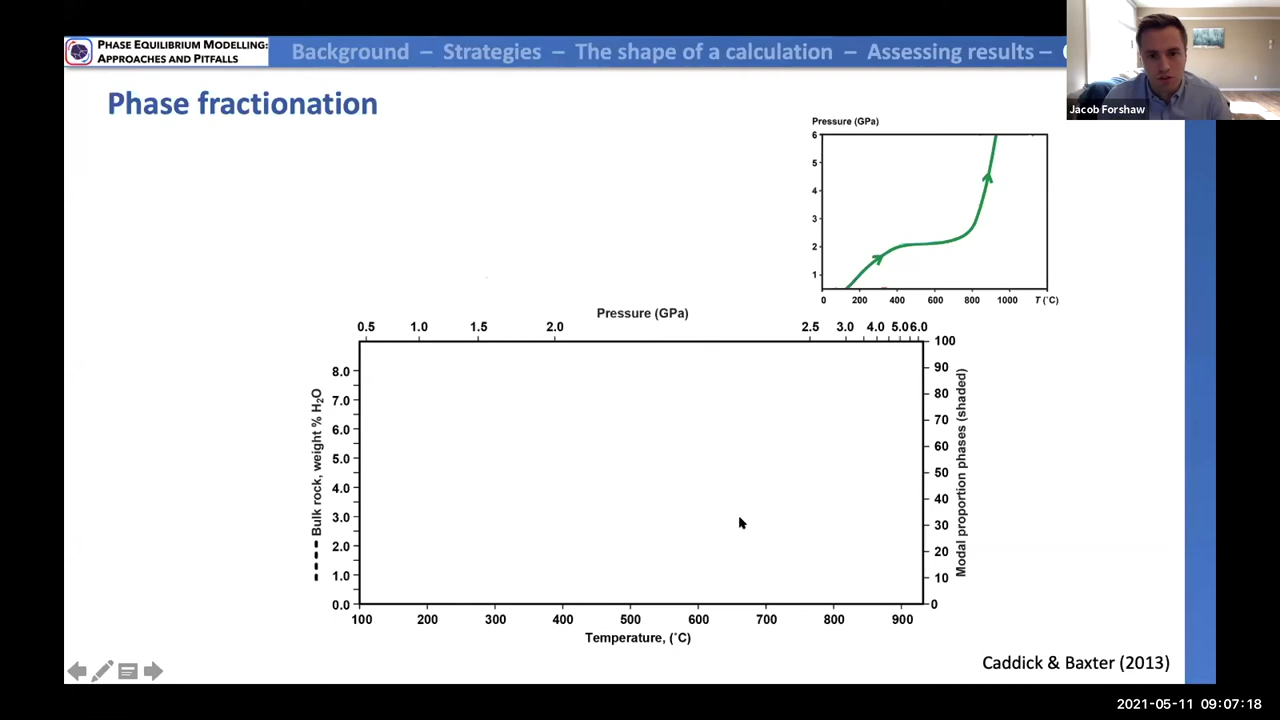 PHASE EQUILIBRIUM MODELLING:
APPROACHES AND PITFALLS
Background – Strategies – The shape of a calculation – Assessing results –
Jacob Forshaw
Phase fractionation
Pressure (GPa)
6
5
4
3
2
1
0 200 400 600 800 1000 T (˚C)
Pressure (GPa)
0.5 1.0 1.5 2.0 2.5 3.0 4.0 5.0 6.0
8.0
7.0
6.0
5.0
4.0
3.0
2.0
1.0
0.0
Bulk rock, weight % H₂O
100
90
80
70
60
50
40
30
20
10
0
Modal proportion phases (shaded)
100 200 300 400 500 600 700 800 900
Temperature, (˚C)
Caddick & Baxter (2013)
2021-05-11 09:07:18